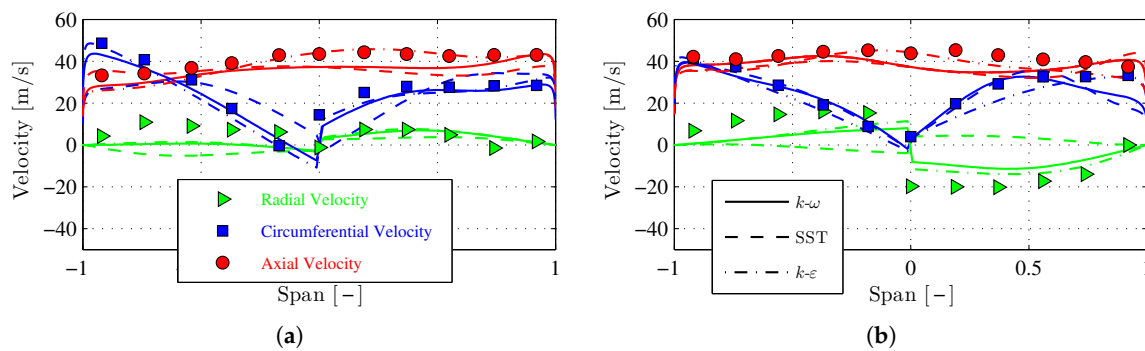 60
40
20
0
−20
−40
Velocity [m/s]
Radial Velocity
Circumferential Velocity
Axial Velocity
−1
1
Span [−]
(a)
60
40
20
0
−20
−40
Velocity [m/s]
k-ω
SST
k-ε
−1
0
0.5
1
Span [−]
(b)